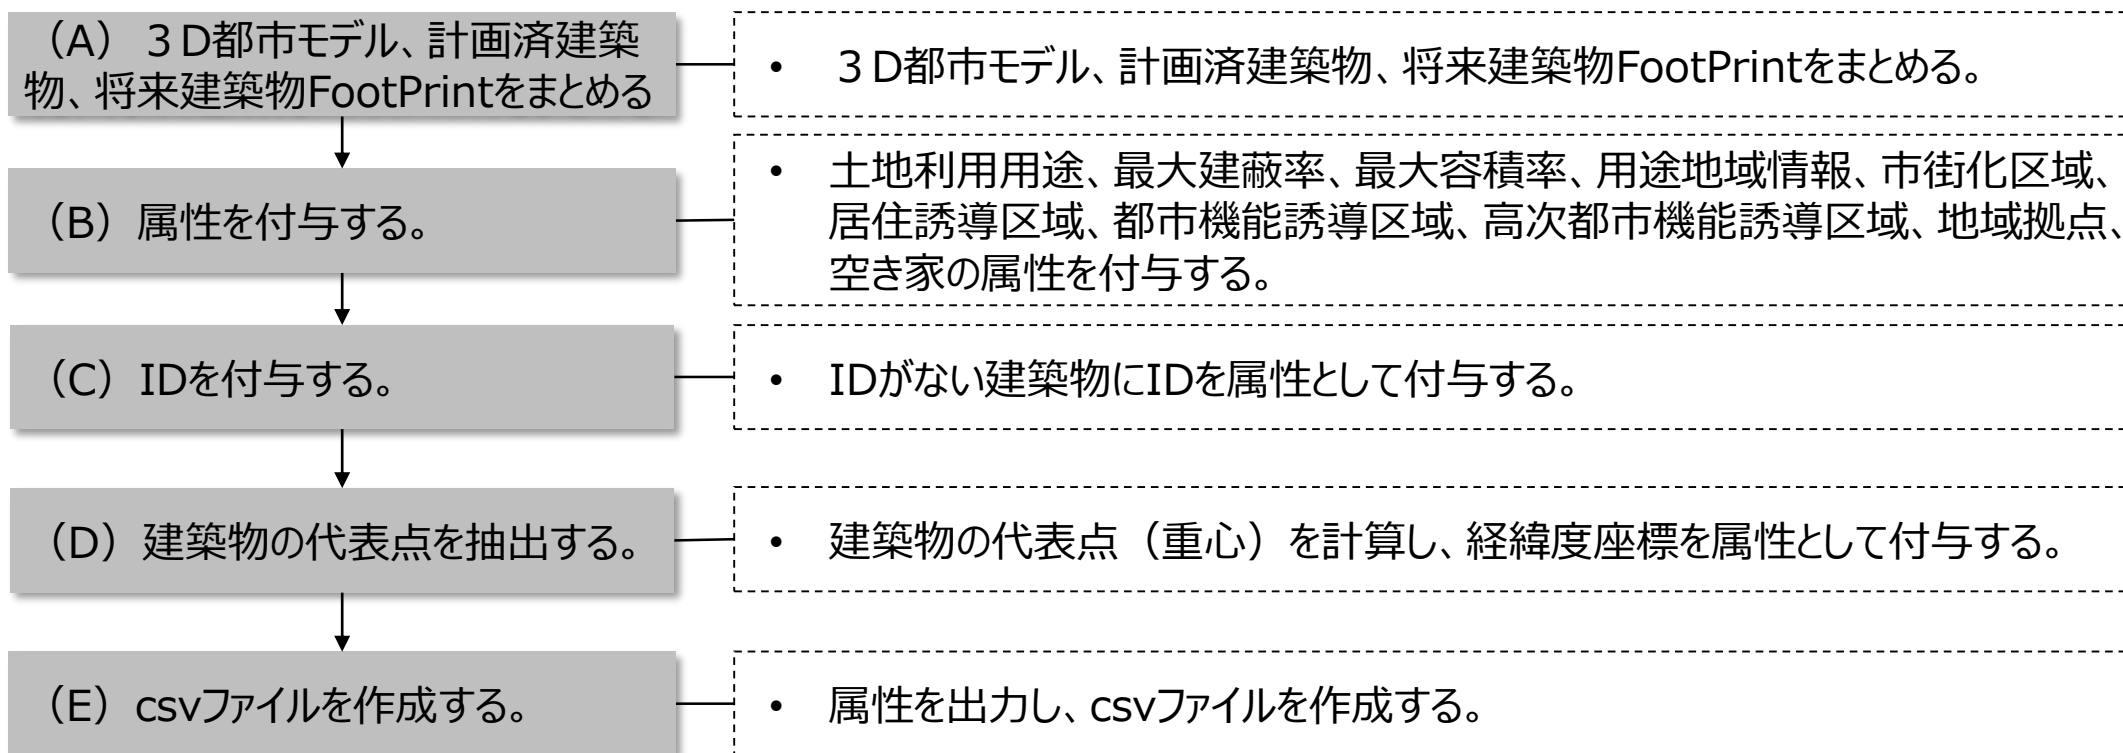 （A）３D都市モデル、計画済建築
物、将来建築物FootPrintをまとめる
• ３D都市モデル、計画済建築物、将来建築物FootPrintをまとめる。
（B）属性を付与する。
• 土地利用用途、最大建蔽率、最大容積率、用途地域情報、市街化区域、
居住誘導区域、都市機能誘導区域、高次都市機能誘導区域、地域拠点、
空き家の属性を付与する。
（C）IDを付与する。
• IDがない建築物にIDを属性として付与する。
（D）建築物の代表点を抽出する。
• 建築物の代表点（重心）を計算し、経緯度座標を属性として付与する。
（E）csvファイルを作成する。
• 属性を出力し、csvファイルを作成する。